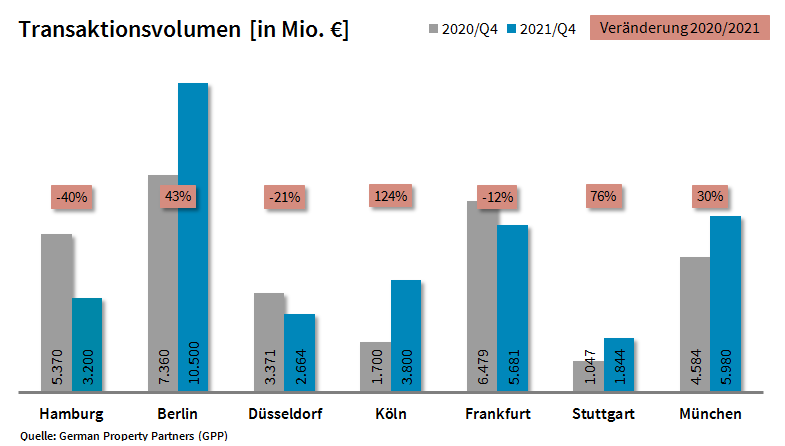 Transaktionsvolumen [in Mio. €]
2020/Q4 2021/Q4 Veränderung 2020/2021
-40% 43% -21% 124% -12% 76% 30%
5.370 3.200 7.360 10.500 3.371 2.664 1.700 3.800 6.479 5.681 1.047 1.844 4.584 5.980
Hamburg Berlin Düsseldorf Köln Frankfurt Stuttgart München
Quelle: German Property Partners (GPP)